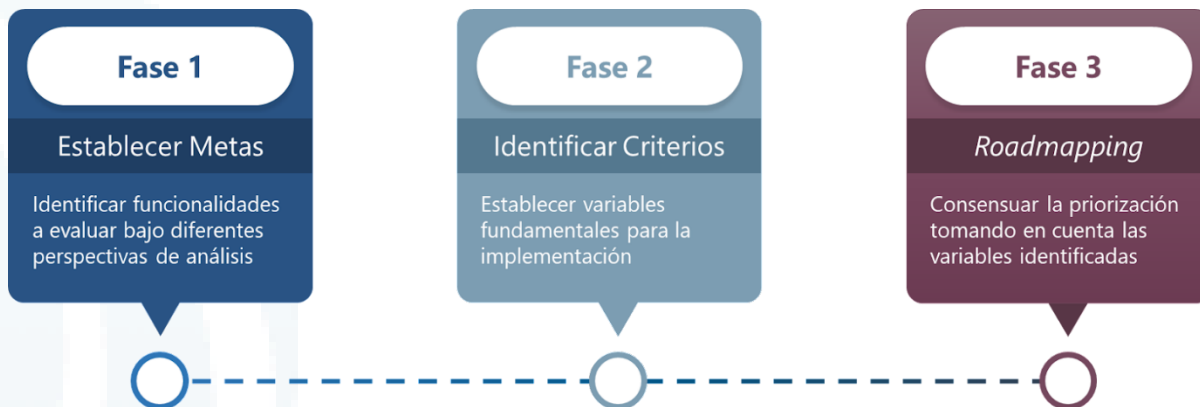 Fase 1
Establecer Metas
Identificar funcionalidades
a evaluar bajo diferentes
perspectivas de análisis
Fase 2
Identificar Criterios
Establecer variables
fundamentales para la
implementación
Fase 3
Roadmapping
Consensuar la priorización
tomando en cuenta las
variables identificadas